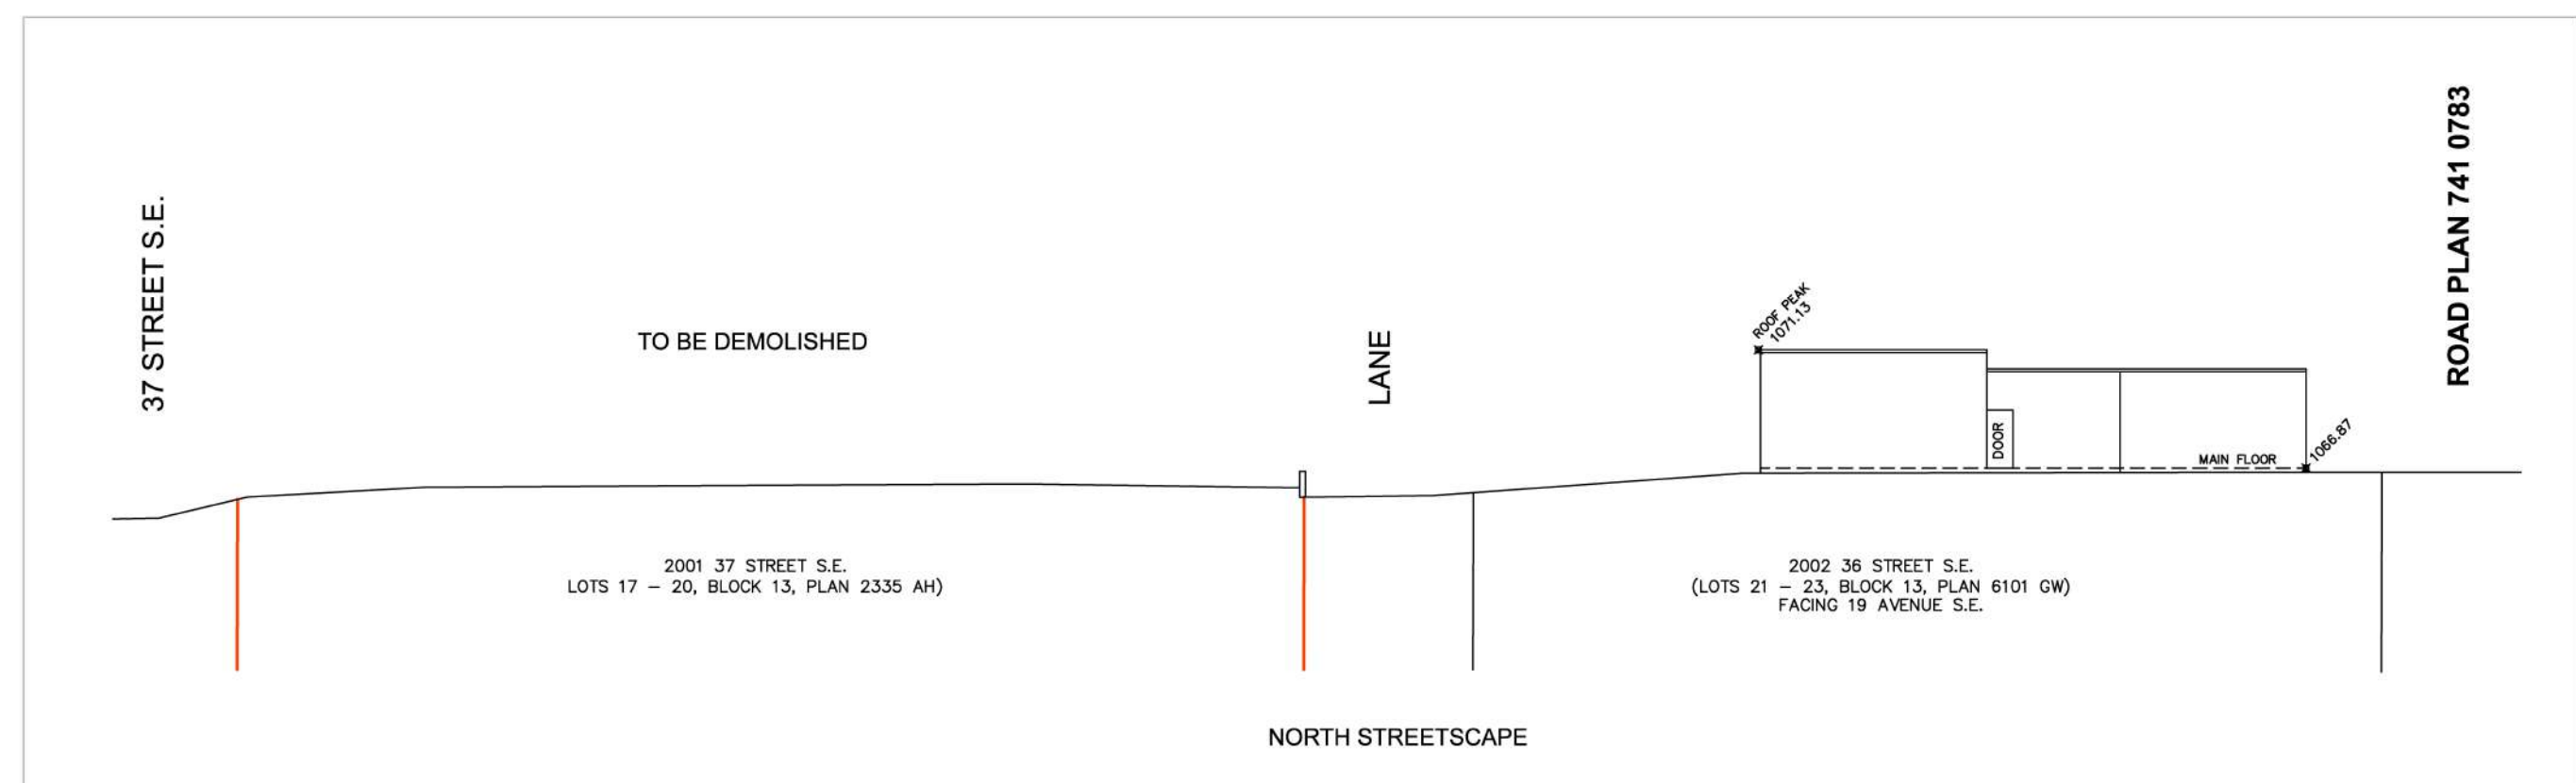 37 STREET S.E.
TO BE DEMOLISHED
LANE
ROOF PEAK
1071.13
DOOR
MAIN FLOOR
1066.87
ROAD PLAN 741 0783
2001 37 STREET S.E.
LOTS 17 – 20, BLOCK 13, PLAN 2335 AH)
2002 36 STREET S.E.
(LOTS 21 – 23, BLOCK 13, PLAN 6101 GW)
FACING 19 AVENUE S.E.
NORTH STREETSCAPE